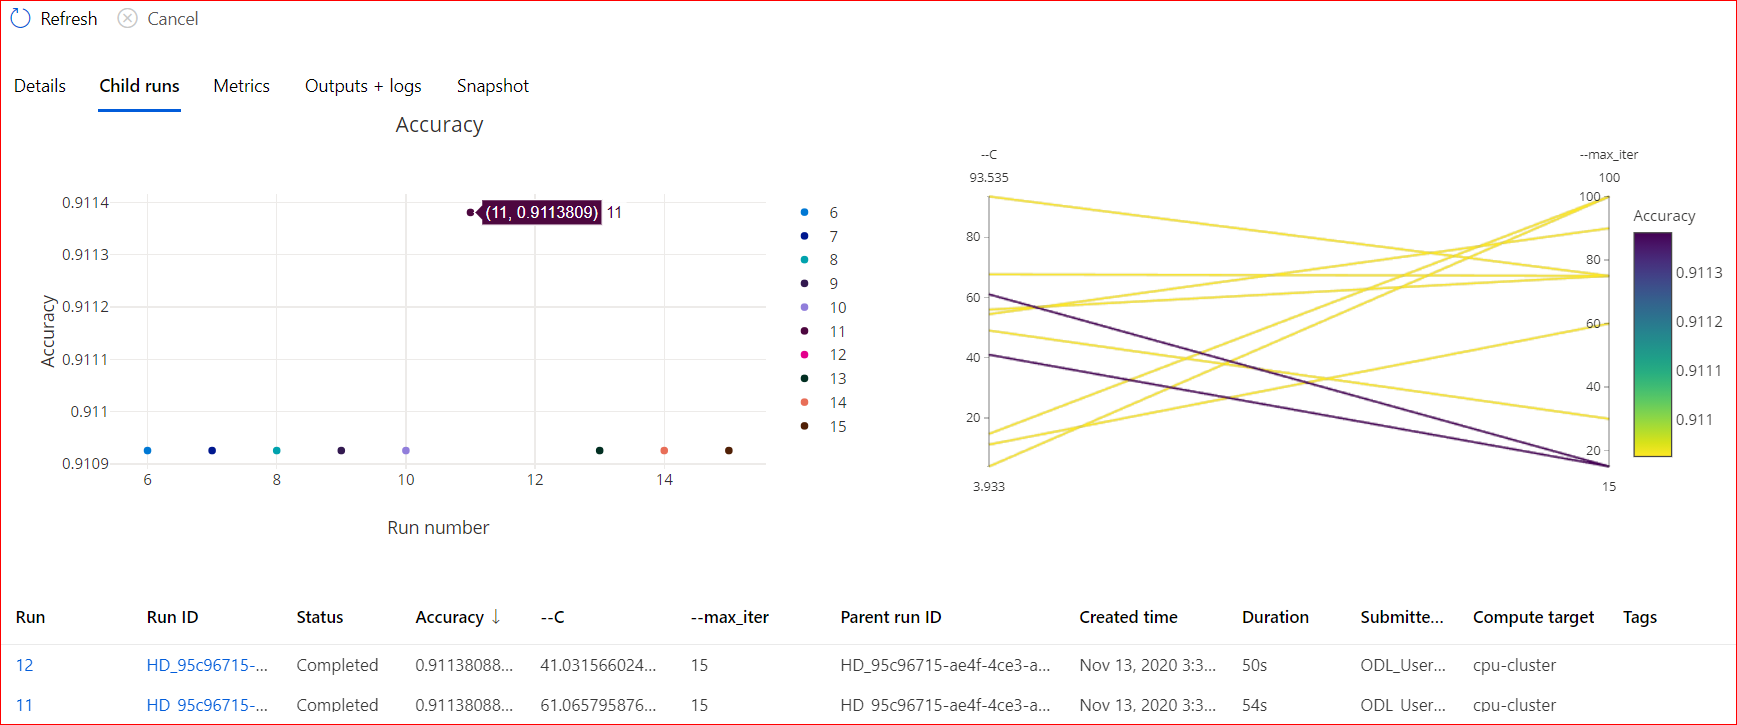 Refresh Cancel
Details Child runs Metrics Outputs + logs Snapshot
Accuracy
0.9114
0.9113
0.9112
0.9111
0.911
0.9109
Accuracy
(11, 0.9113809) 11
6 8 10 12 14
Run number
6
7
8
9
10
11
12
13
14
15
--C --max_iter
93.535 100
80
60
40
20
3.933
100
80
60
40
20
15
Accuracy
0.9113
0.9112
0.9111
0.911
Run Run ID Status Accuracy ↓ --C --max_iter Parent run ID Created time Duration Submitte... Compute target Tags
12 HD_95c96715-... Completed 0.91138088... 41.031566024... 15 HD_95c96715-ae4f-4ce3-a... Nov 13, 2020 3:3... 50s ODL_User... cpu-cluster
11 HD_95c96715-... Completed 0.91138088... 61.065795876... 15 HD_95c96715-ae4f-4ce3-a... Nov 13, 2020 3:3... 54s ODL_User... cpu-cluster